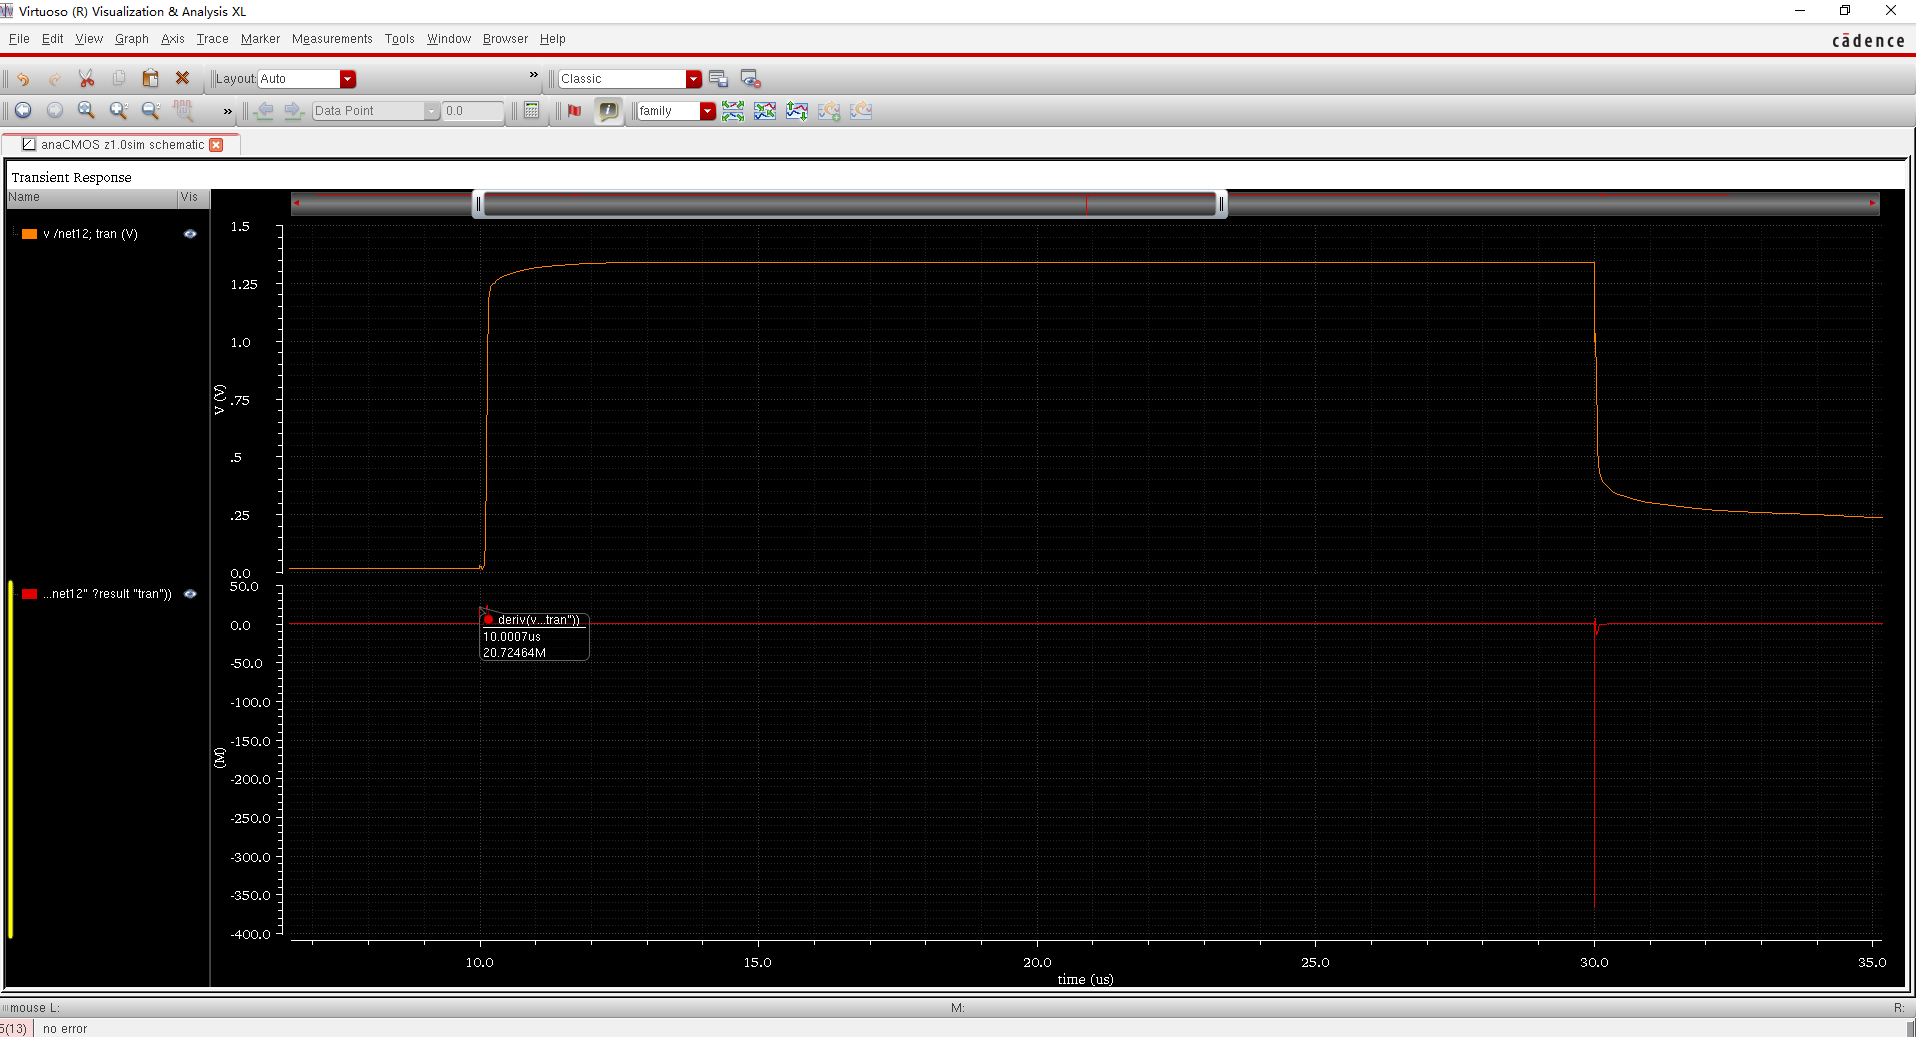 Virtuoso (R) Visualization & Analysis XL
File Edit View Graph Axis Trace Marker Measurements Tools Window Browser Help
cādence
Layout: Auto » Classic
» Data Point 0.0 family
anaCMOS z1.0sim schematic
Transient Response
Name Vis
v /net12; tran (V)
1.5
1.25
1.0
.75
.5
.25
0.0
V (V)
...net12" ?result "tran"))
50.0
0.0
-50.0
-100.0
-150.0
-200.0
-250.0
-300.0
-350.0
-400.0
(M)
deriv(v...tran"))
10.0007us
20.72464M
10.0 15.0 20.0 25.0 30.0 35.0
time (us)
mouse L: M: R:
5(13) no error